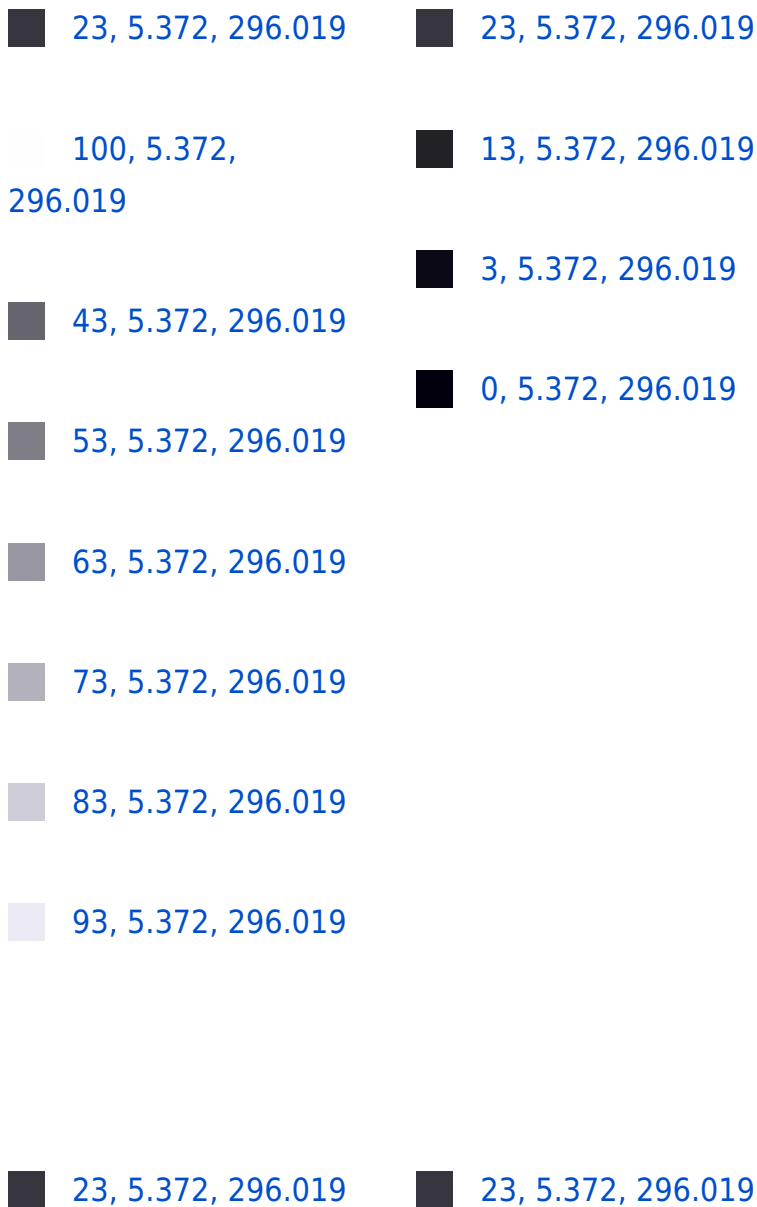 23, 5.372, 296.019
100, 5.372,
296.019
43, 5.372, 296.019
53, 5.372, 296.019
63, 5.372, 296.019
73, 5.372, 296.019
83, 5.372, 296.019
93, 5.372, 296.019
23, 5.372, 296.019
13, 5.372, 296.019
3, 5.372, 296.019
0, 5.372, 296.019
23, 5.372, 296.019
23, 5.372, 296.019